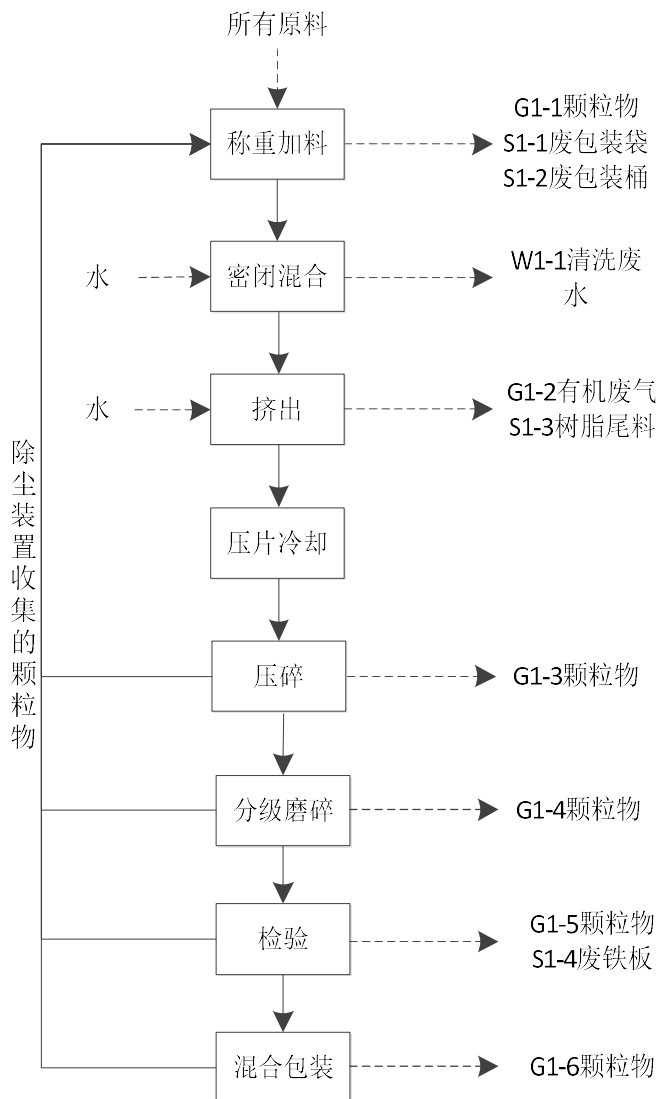 所有原料
称重加料
G1-1颗粒物
S1-1废包装袋
S1-2废包装桶
水
密闭混合
W1-1清洗废
水
水
挤出
G1-2有机废气
S1-3树脂尾料
除尘装置收集的颗粒物
压片冷却
压碎
G1-3颗粒物
分级磨碎
G1-4颗粒物
检验
G1-5颗粒物
S1-4废铁板
混合包装
G1-6颗粒物